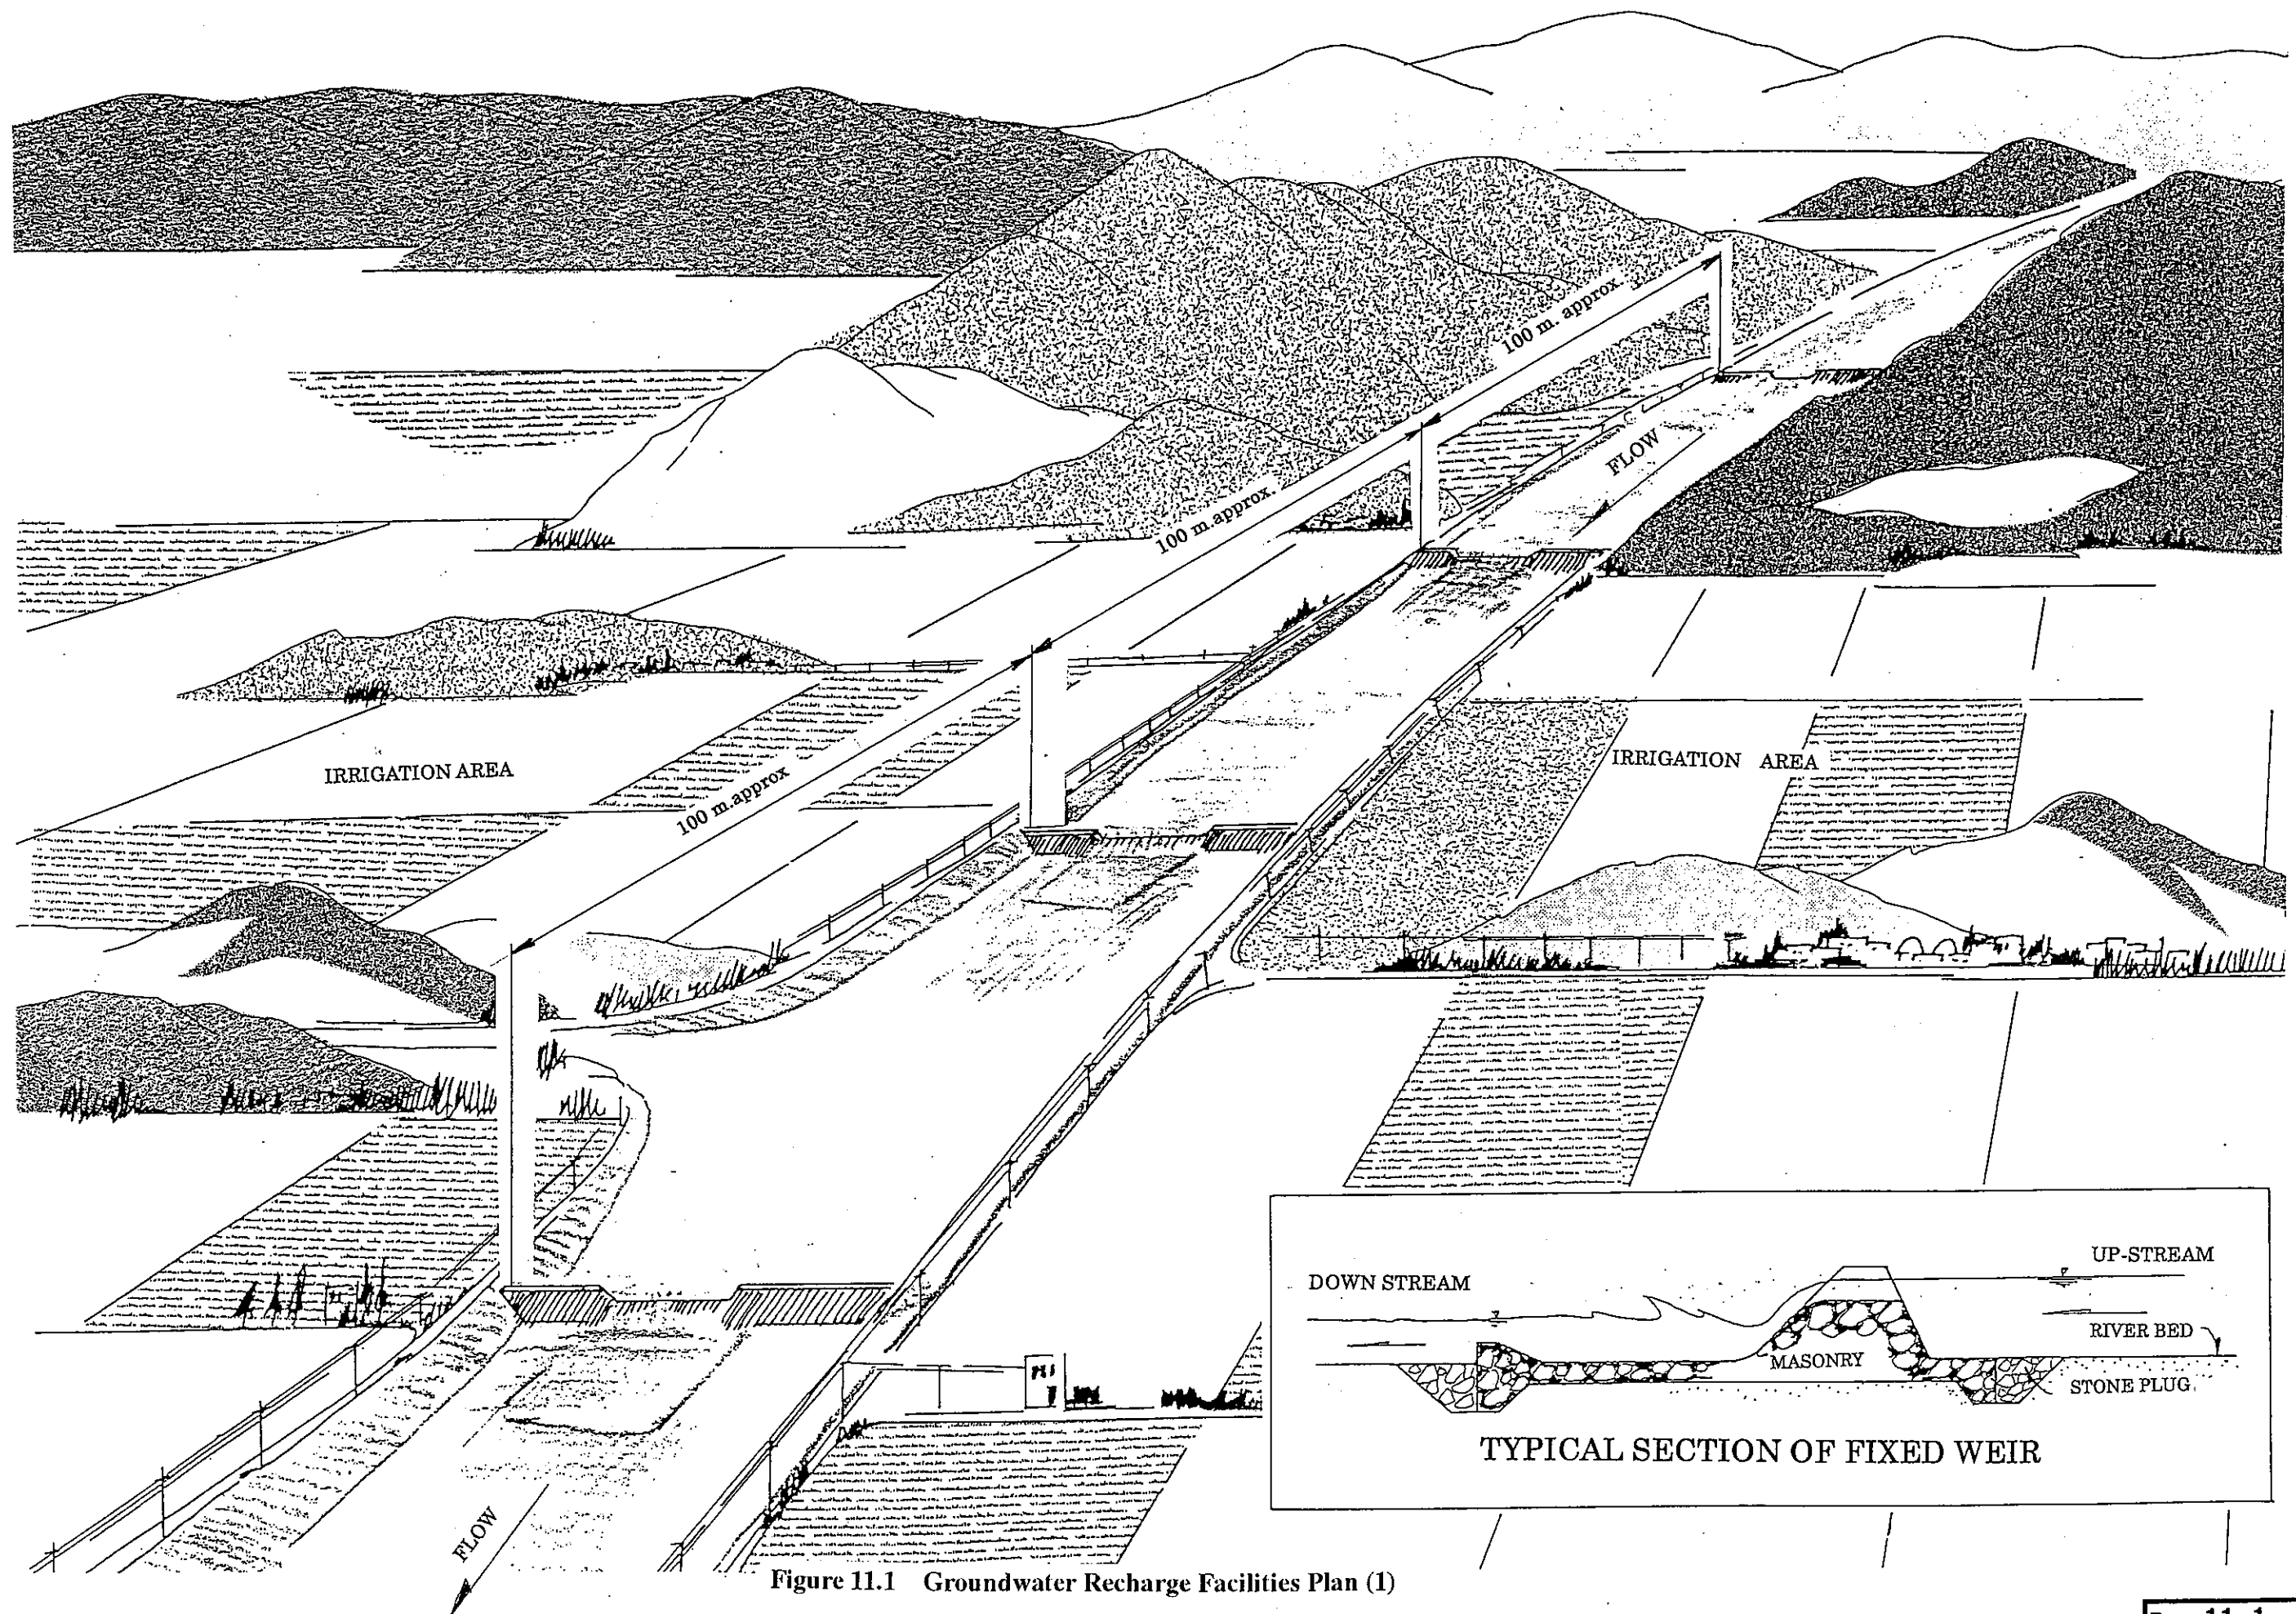 100 m. approx.
FLOW
100 m.approx.
IRRIGATION AREA
IRRIGATION AREA
100 m.approx
UP-STREAM
DOWN STREAM
RIVER BED
MASONRY
STONE PLUG
TYPICAL SECTION OF FIXED WEIR
FLOW
Figure 11.1 Groundwater Recharge Facilities Plan (1)